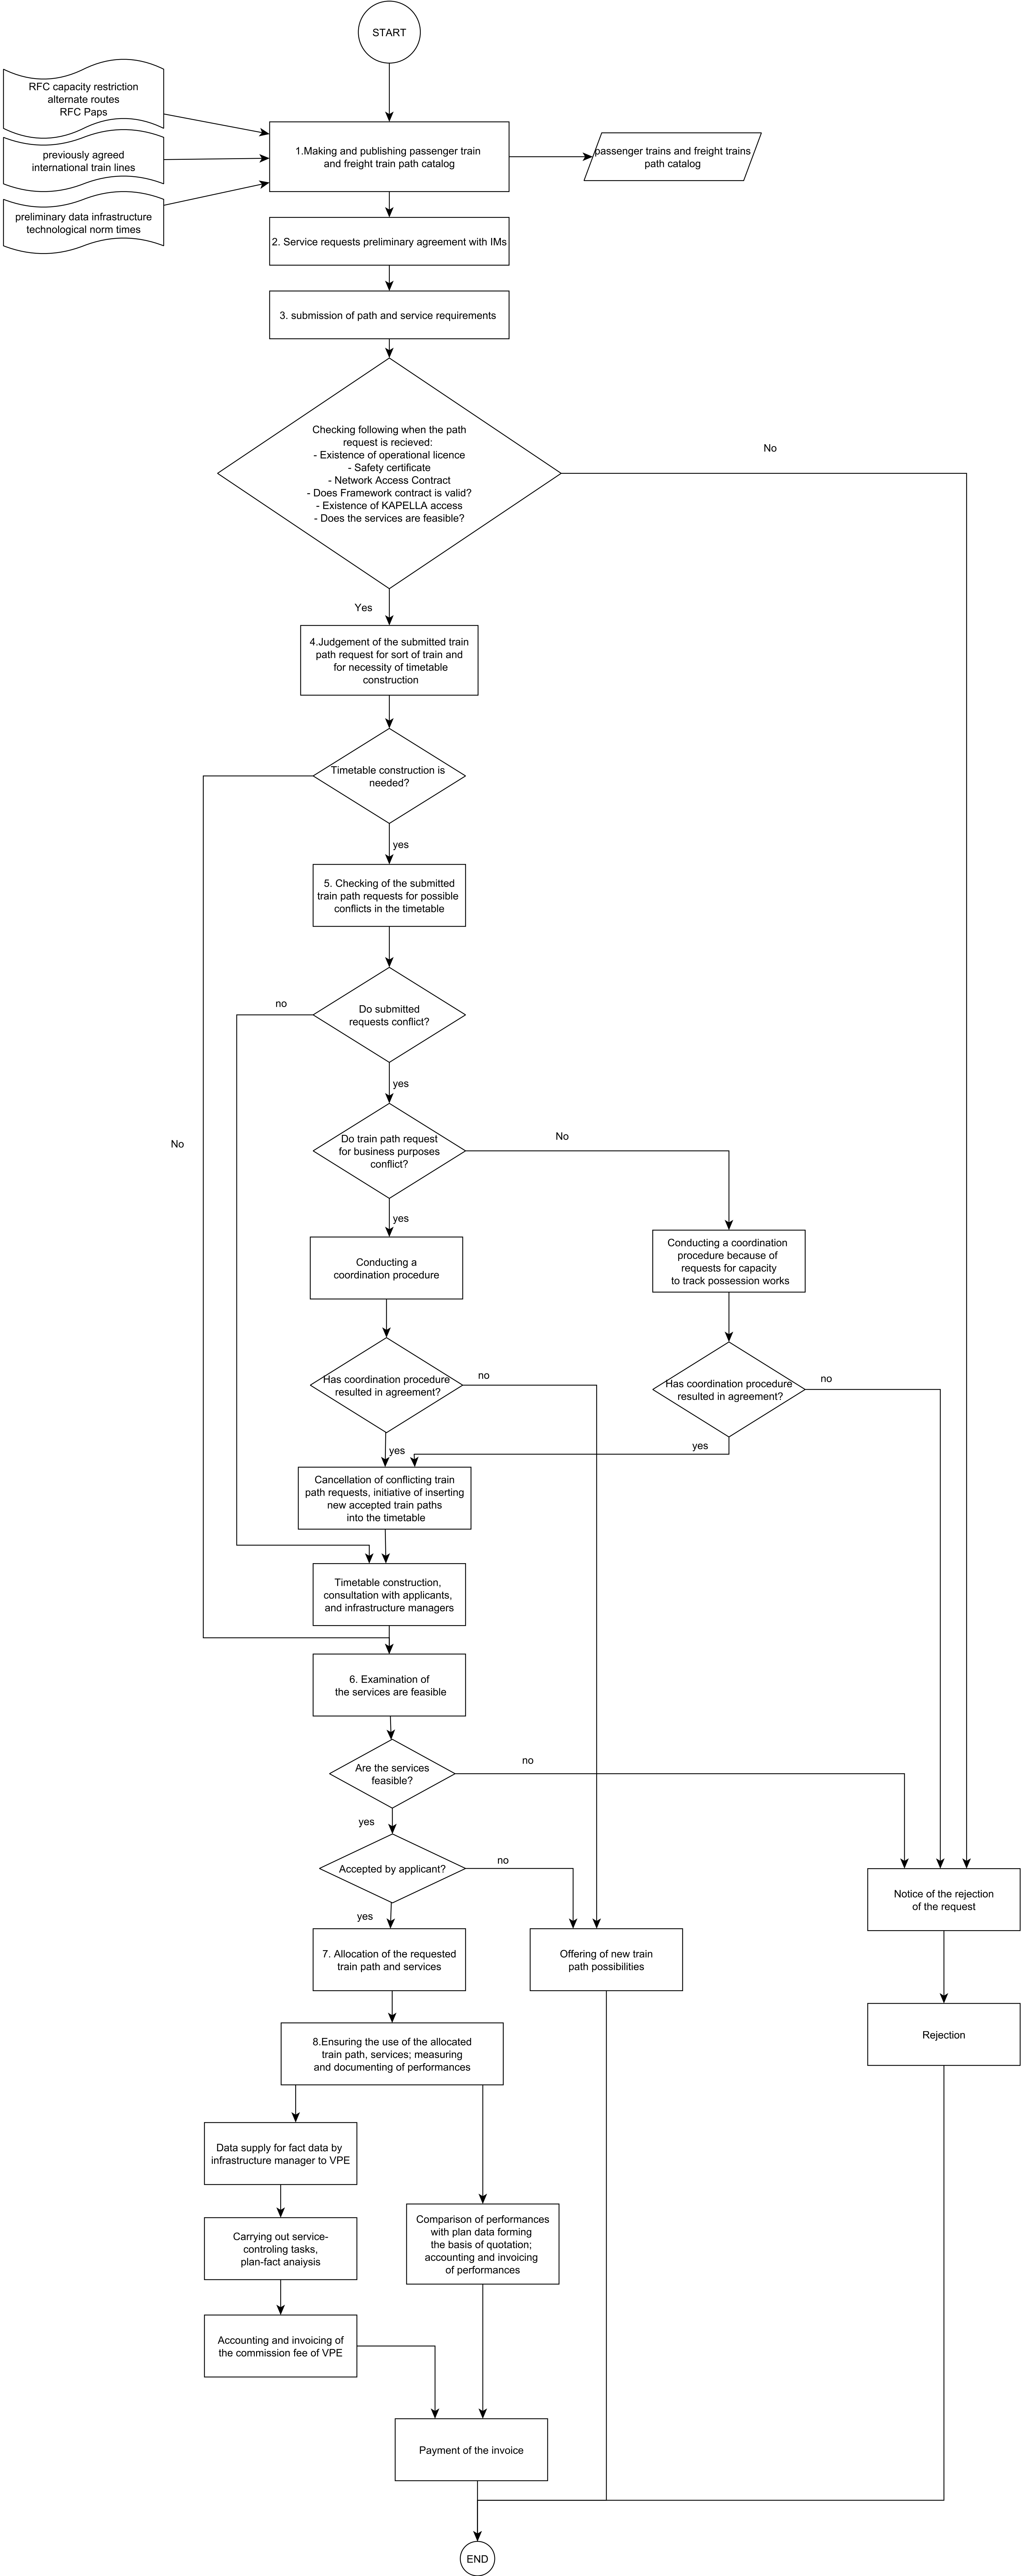 START
RFC capacity restriction
alternate routes
RFC Paps
previously agreed
international train lines
preliminary data infrastructure
technological norm times
1.Making and publishing passenger train
and freight train path catalog
passenger trains and freight trains
path catalog
2. Service requests preliminary agreement with IMs
3. submission of path and service requirements
Checking following when the path
request is recieved:
- Existence of operational licence
- Safety certificate
- Network Access Contract
- Does Framework contract is valid?
- Existence of KAPELLA access
- Does the services are feasible?
No
Yes
4.Judgement of the submitted train
path request for sort of train and
for necessity of timetable
construction
Timetable construction is
needed?
yes
5. Checking of the submitted
train path requests for possible
conflicts in the timetable
no
Do submitted
requests conflict?
yes
No
Do train path request
for business purposes
conflict?
No
yes
Conducting a
coordination procedure
Conducting a coordination
procedure because of
requests for capacity
to track possession works
Has coordination procedure
resulted in agreement?
no
Has coordination procedure
resulted in agreement?
no
yes
yes
Cancellation of conflicting train
path requests, initiative of inserting
new accepted train paths
into the timetable
Timetable construction,
consultation with applicants,
and infrastructure managers
6. Examination of
the services are feasible
Are the services
feasible?
no
yes
Accepted by applicant?
no
yes
Notice of the rejection
of the request
7. Allocation of the requested
train path and services
Offering of new train
path possibilities
Rejection
8.Ensuring the use of the allocated
train path, services; measuring
and documenting of performances
Data supply for fact data by
infrastructure manager to VPE
Carrying out service-
controling tasks,
plan-fact anaiysis
Comparison of performances
with plan data forming
the basis of quotation;
accounting and invoicing
of performances
Accounting and invoicing of
the commission fee of VPE
Payment of the invoice
END